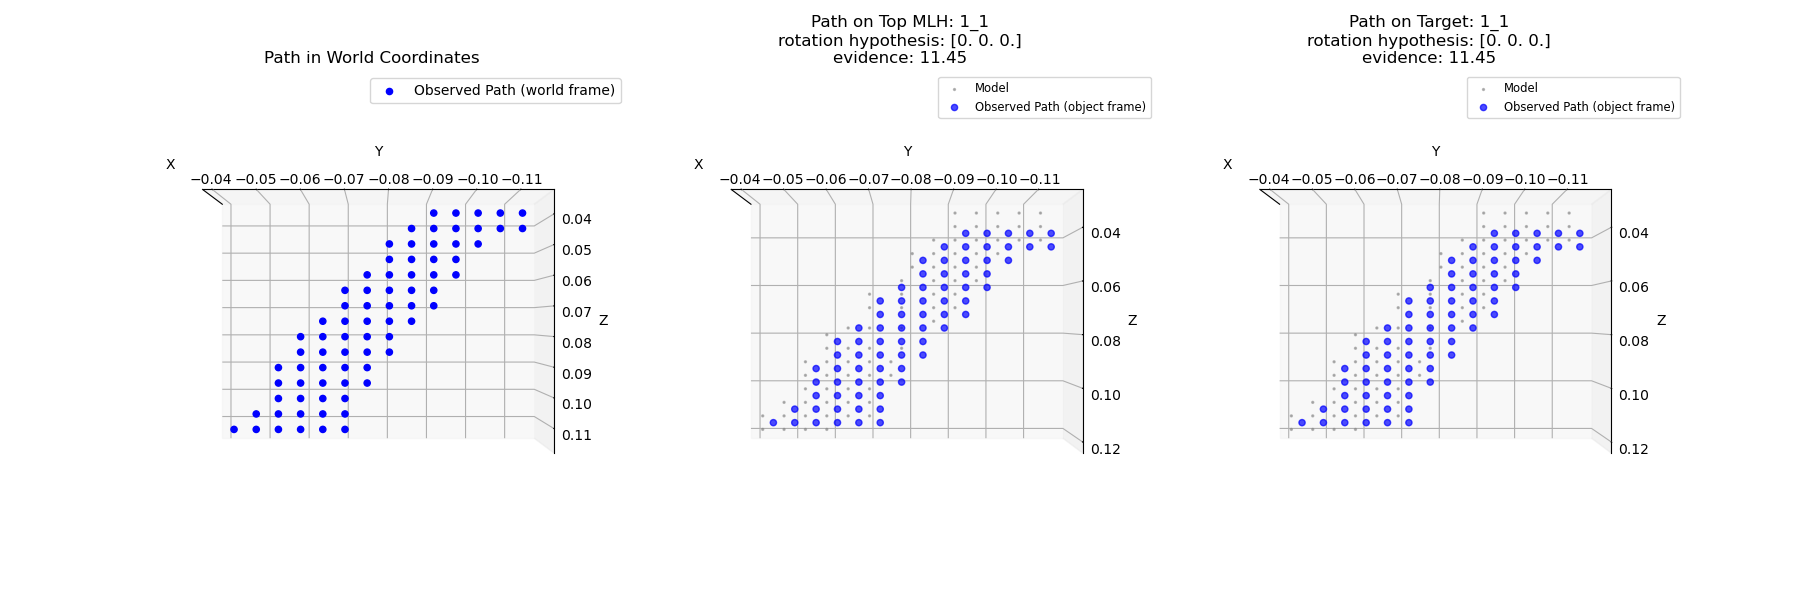 Path in World Coordinates
Observed Path (world frame)
X
Y
−0.04 −0.05 −0.06 −0.07 −0.08 −0.09 −0.10 −0.11
0.04
0.05
0.06
0.07
0.08
0.09
0.10
0.11
Z
Path on Top MLH: 1_1
rotation hypothesis: [0. 0. 0.]
evidence: 11.45
Model
Observed Path (object frame)
X
Y
−0.04 −0.05 −0.06 −0.07 −0.08 −0.09 −0.10 −0.11
0.04
0.06
0.08
0.10
0.12
Z
Path on Target: 1_1
rotation hypothesis: [0. 0. 0.]
evidence: 11.45
Model
Observed Path (object frame)
X
Y
−0.04 −0.05 −0.06 −0.07 −0.08 −0.09 −0.10 −0.11
0.04
0.06
0.08
0.10
0.12
Z